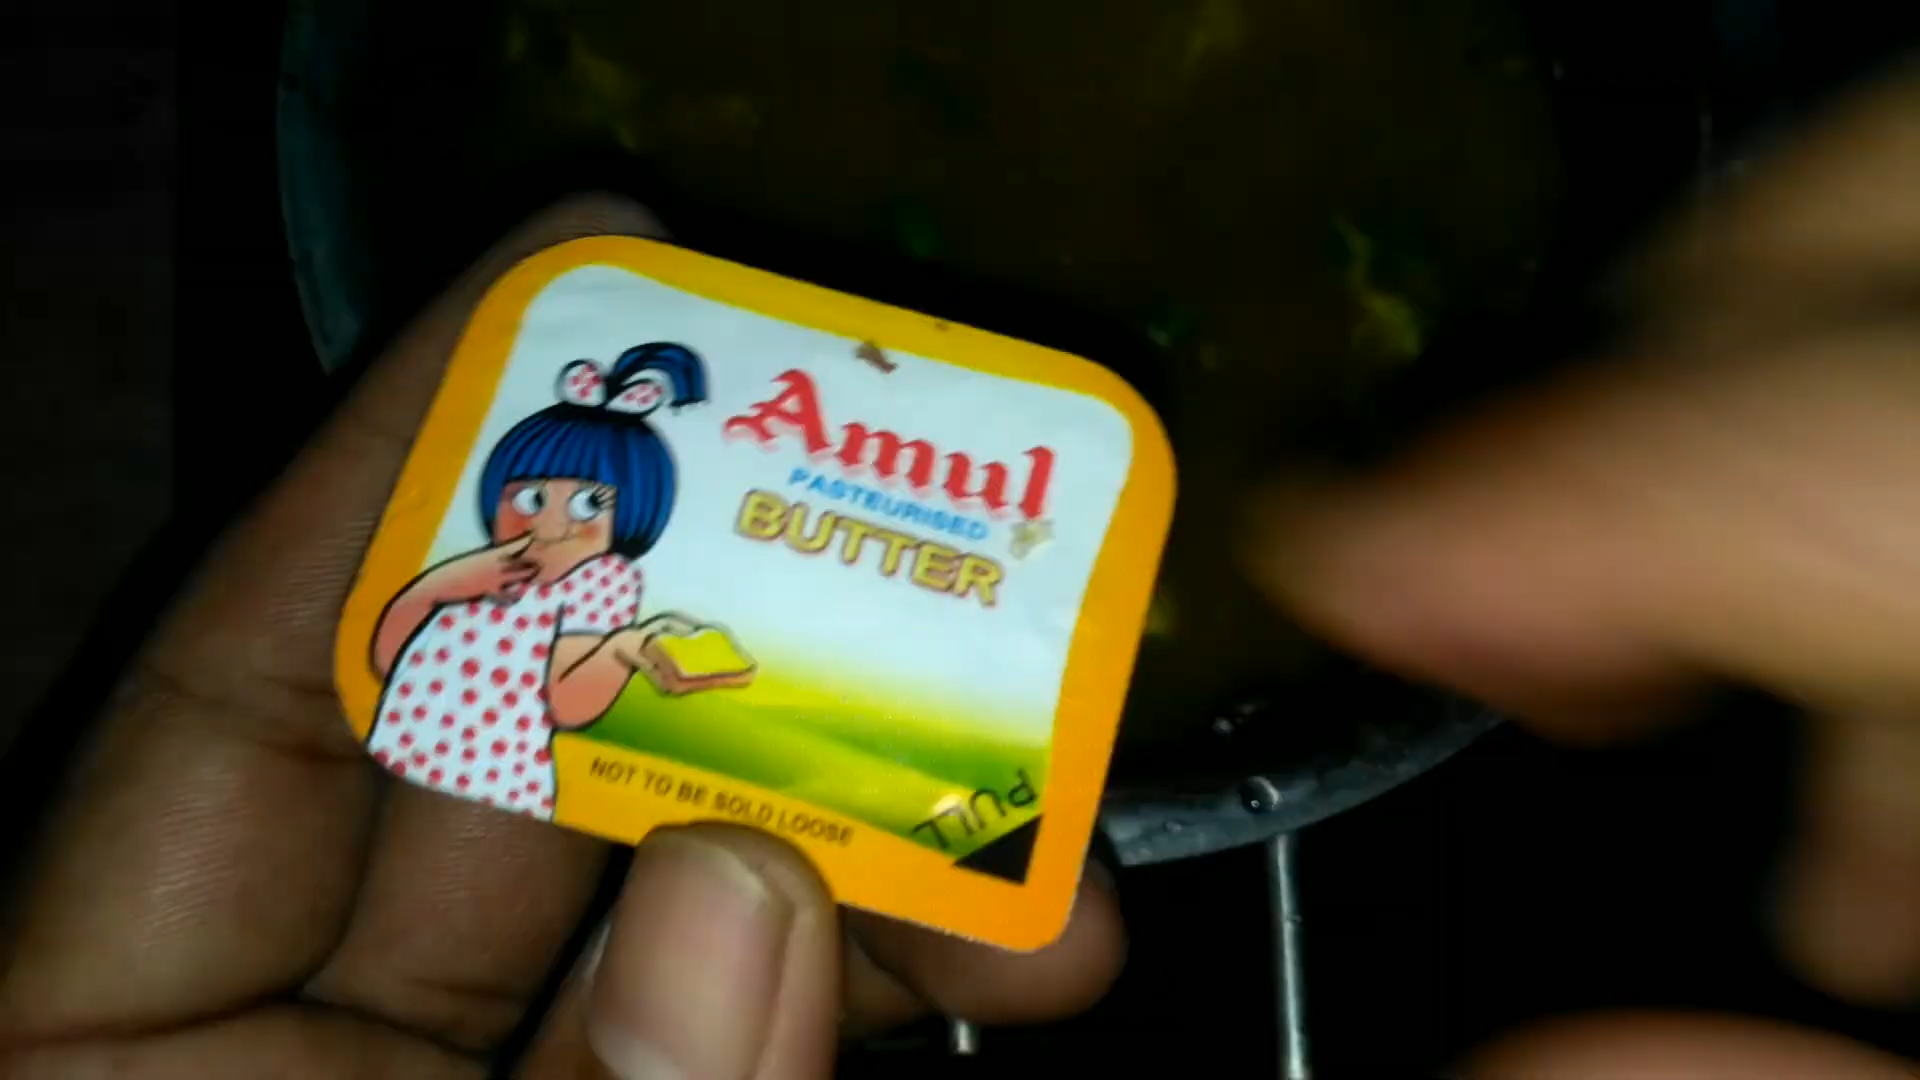 Amul
PASTEURISED
BUTTER
NOT TO BE SOLD LOOSE
PULL